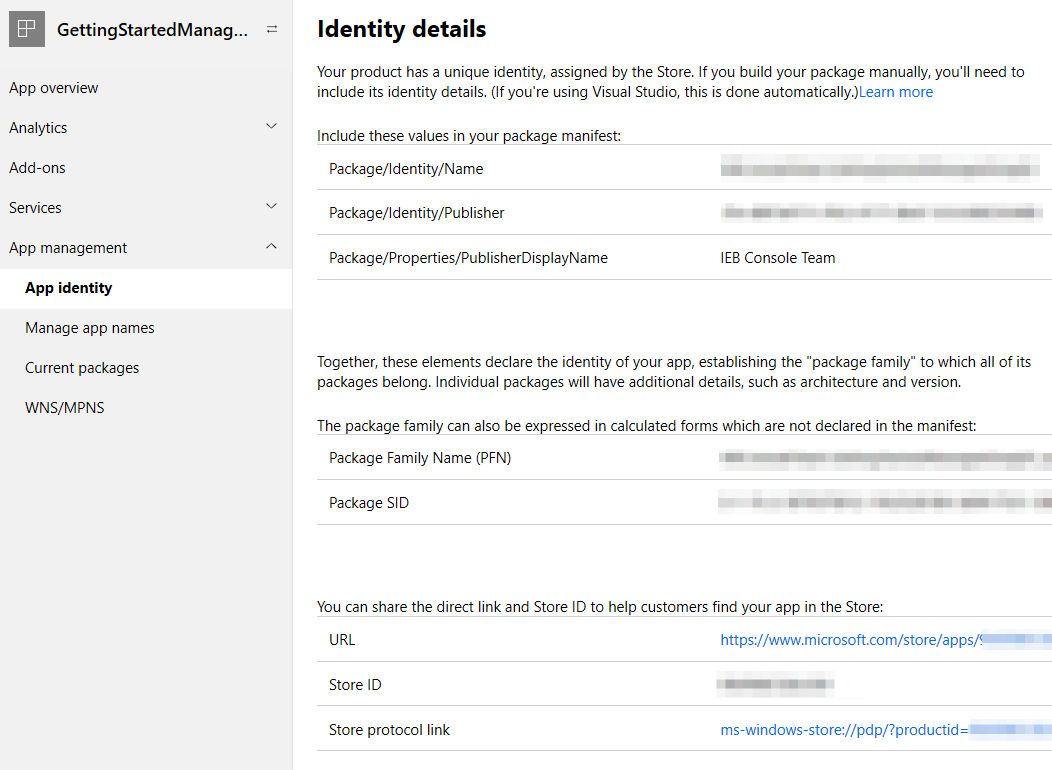 GettingStartedManag...
App overview
Analytics
Add-ons
Services
App management
App identity
Manage app names
Current packages
WNS/MPNS
Identity details
Your product has a unique identity, assigned by the Store. If you build your package manually, you'll need to
include its identity details. (If you're using Visual Studio, this is done automatically.)Learn more
Include these values in your package manifest:
Package/Identity/Name
Package/Identity/Publisher
Package/Properties/PublisherDisplayName IEB Console Team
Together, these elements declare the identity of your app, establishing the "package family" to which all of its
packages belong. Individual packages will have additional details, such as architecture and version.
The package family can also be expressed in calculated forms which are not declared in the manifest:
Package Family Name (PFN)
Package SID
You can share the direct link and Store ID to help customers find your app in the Store:
URL https://www.microsoft.com/store/apps/
Store ID
Store protocol link ms-windows-store://pdp/?productid=